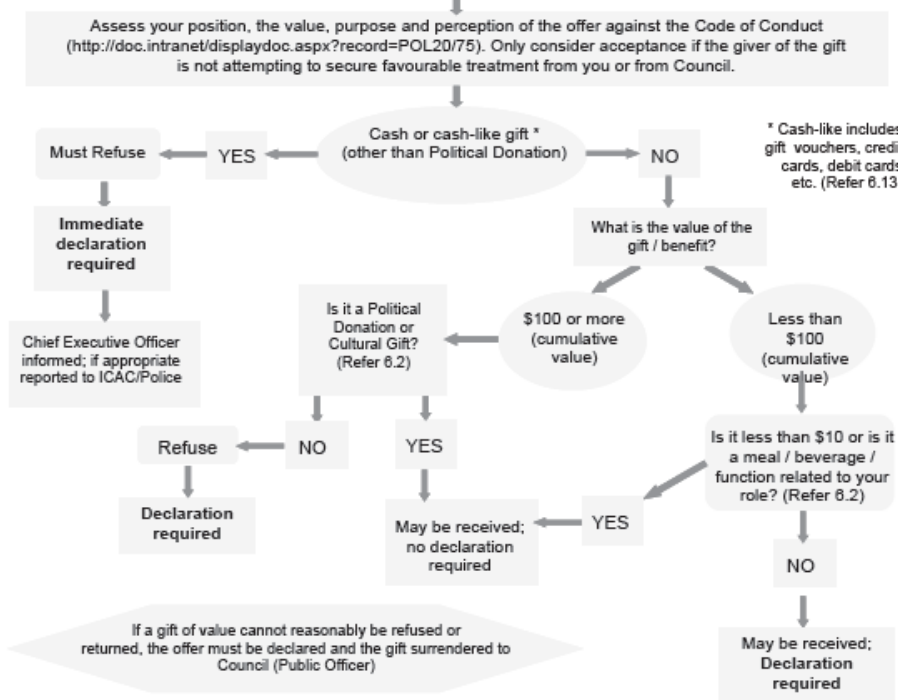 Assess your position, the value, purpose and perception of the offer against the Code of Conduct
(http://doc.intranet/displaydoc.aspx?record=POL20/75). Only consider acceptance if the giver of the gift
is not attempting to secure favourable treatment from you or from Council.
Cash or cash-like gift *
(other than Political Donation)
YES
Must Refuse
NO
* Cash-like includes
gift vouchers, credi
cards, debit cards
etc. (Refer 6.13
Immediate
declaration
required
What is the value of the
gift / benefit?
Chief Executive Officer
informed; if appropriate
reported to ICAC/Police
Is it a Political
Donation or
Cultural Gift?
(Refer 6.2)
$100 or more
(cumulative
value)
Less than
$100
(cumulative
value)
Refuse
NO
YES
Is it less than $10 or is it
a meal / beverage /
function related to your
role? (Refer 6.2)
Declaration
required
May be received;
no declaration
required
YES
NO
If a gift of value cannot reasonably be refused or
returned, the offer must be declared and the gift surrendered to
Council (Public Officer)
May be received;
Declaration
required